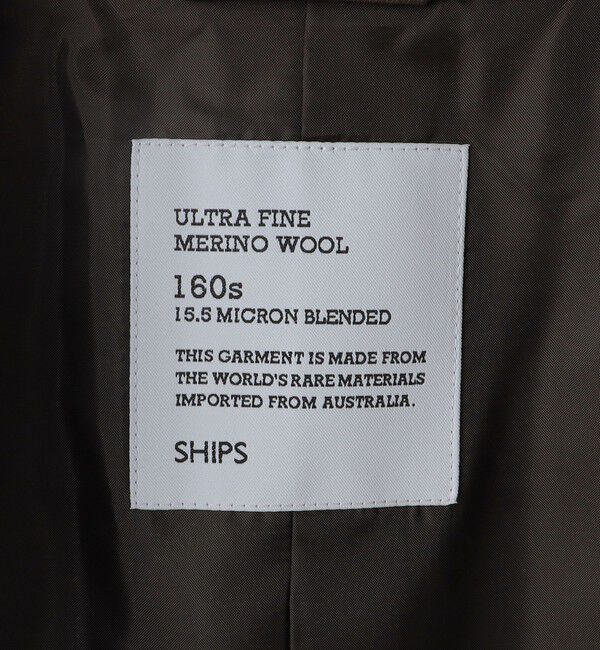 ULTRA FINE
MERINO WOOL
160s
15.5 MICRON BLENDED
THIS GARMENT IS MADE FROM
THE WORLD'S RARE MATERIALS
IMPORTED FROM AUSTRALIA.
SHIPS